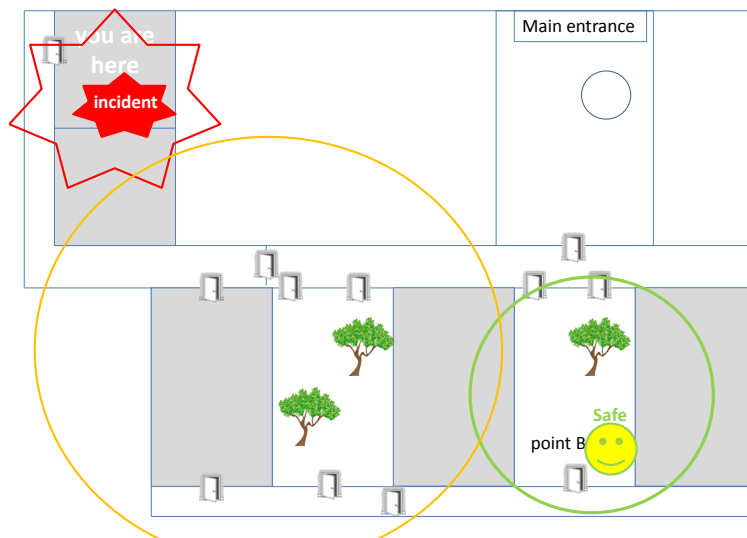 you are
here
incident
Main entrance
Safe
point B